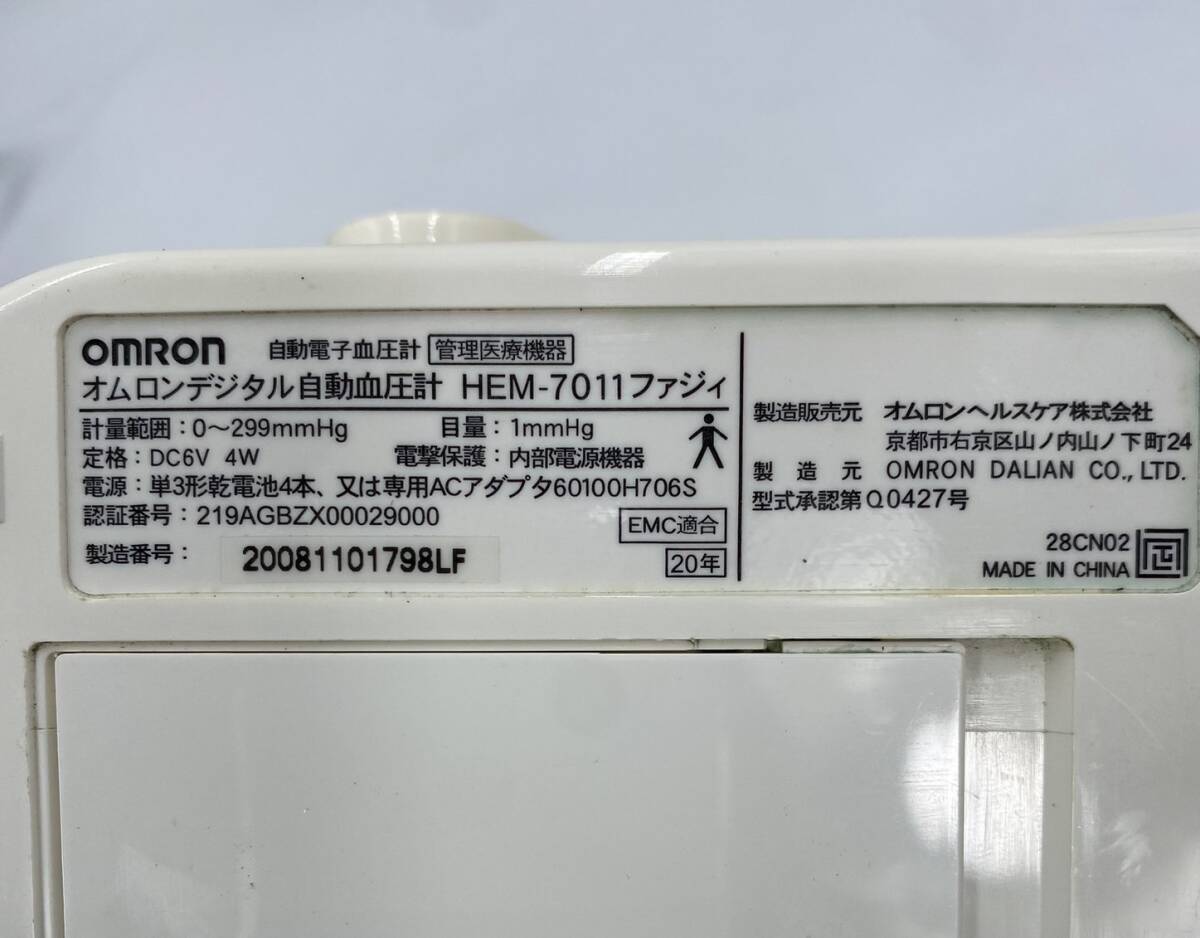 OMRON 自動電子血圧計 管理医療機器
オムロンデジタル自動血圧計 HEM-7011ファジィ
計量範囲:0～299mmHg 目量:1mmHg
定格:DC6V 4W 電撃保護:内部電源機器
電源:単3形乾電池4本、又は専用ACアダプタ60100H706S
認証番号:219AGBZX00029000
EMC適合
製造番号: 20081101798LF
20年
製造販売元 オムロンヘルスケア株式会社
京都市右京区山ノ内山ノ下町24
製造元 OMRON DALIAN CO.,LTD.
型式承認第Q0427号
28CN02
MADE IN CHINA
正